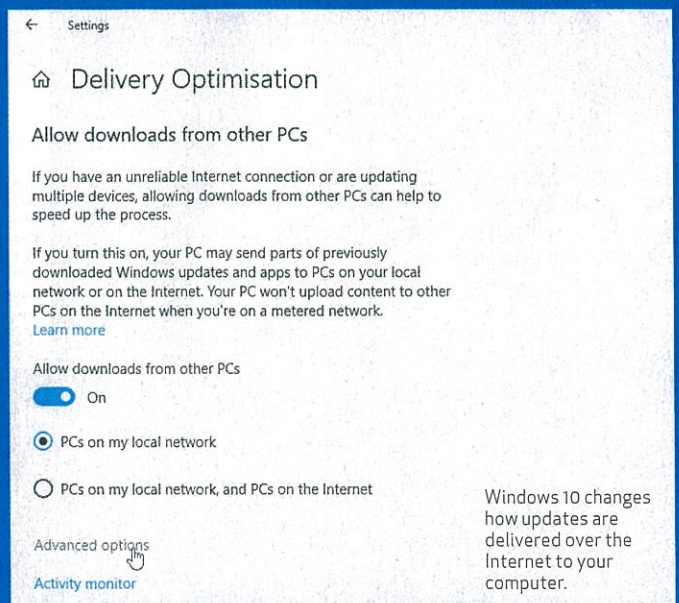 Settings
Delivery Optimisation
Allow downloads from other PCs
If you have an unreliable Internet connection or are updating
multiple devices, allowing downloads from other PCs can help to
speed up the process.
If you turn this on, your PC may send parts of previously
downloaded Windows updates and apps to PCs on your local
network or on the Internet. Your PC won't upload content to other
PCs on the Internet when you're on a metered network.
Learn more
Allow downloads from other PCs
On
PCs on my local network
PCs on my local network, and PCs on the Internet
Advanced options
Activity monitor
Windows 10 changes
how updates are
delivered over the
Internet to your
computer.